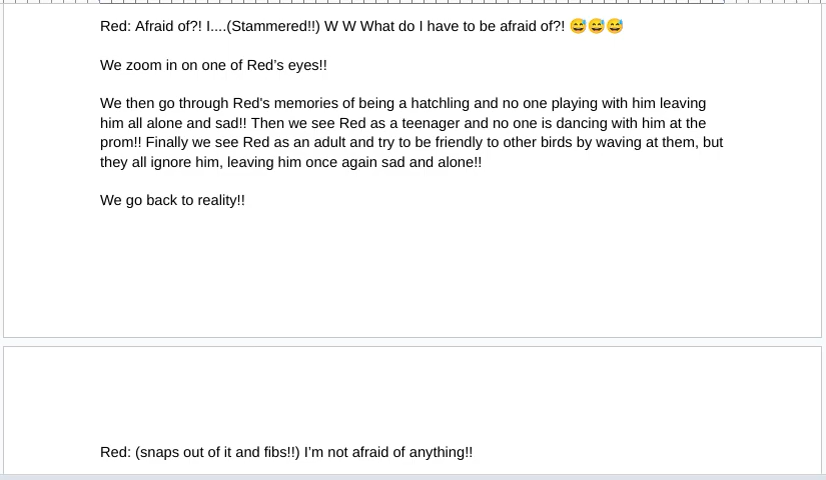 Red: Afraid of?! I....(Stammered!!) W W What do I have to be afraid of?! 😅😅😅
We zoom in on one of Red’s eyes!!
We then go through Red's memories of being a hatchling and no one playing with him leaving
him all alone and sad!! Then we see Red as a teenager and no one is dancing with him at the
prom!! Finally we see Red as an adult and try to be friendly to other birds by waving at them, but
they all ignore him, leaving him once again sad and alone!!
We go back to reality!!
Red: (snaps out of it and fibs!!) I’m not afraid of anything!!